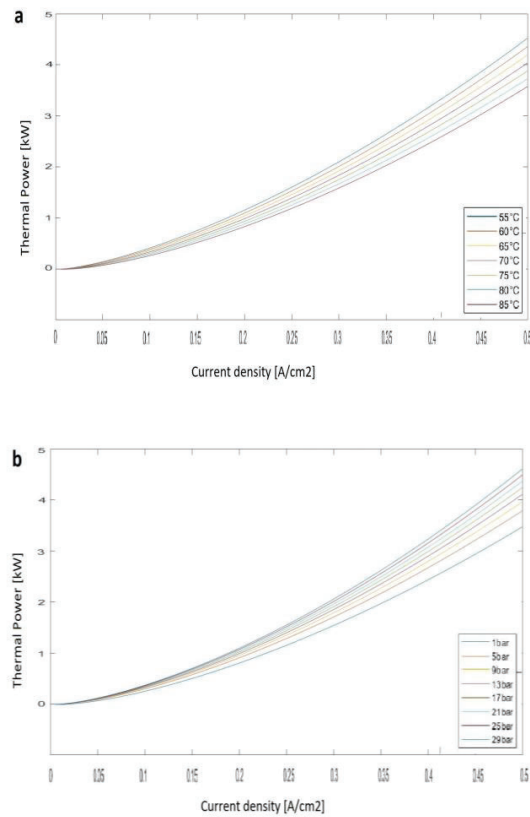 a
5
4
3
2
1
0
Thermal Power [kW]
55°C
60°C
65°C
70°C
75°C
80°C
85°C
0 0.05 0.1 0.15 0.2 0.25 0.3 0.35 0.4 0.45 0.5
Current density [A/cm2]
b
5
4
3
2
1
0
Thermal Power [kW]
1bar
5bar
9bar
13bar
17bar
21bar
25bar
29bar
0 0.05 0.1 0.15 0.2 0.25 0.3 0.35 0.4 0.45 0.5
Current density [A/cm2]